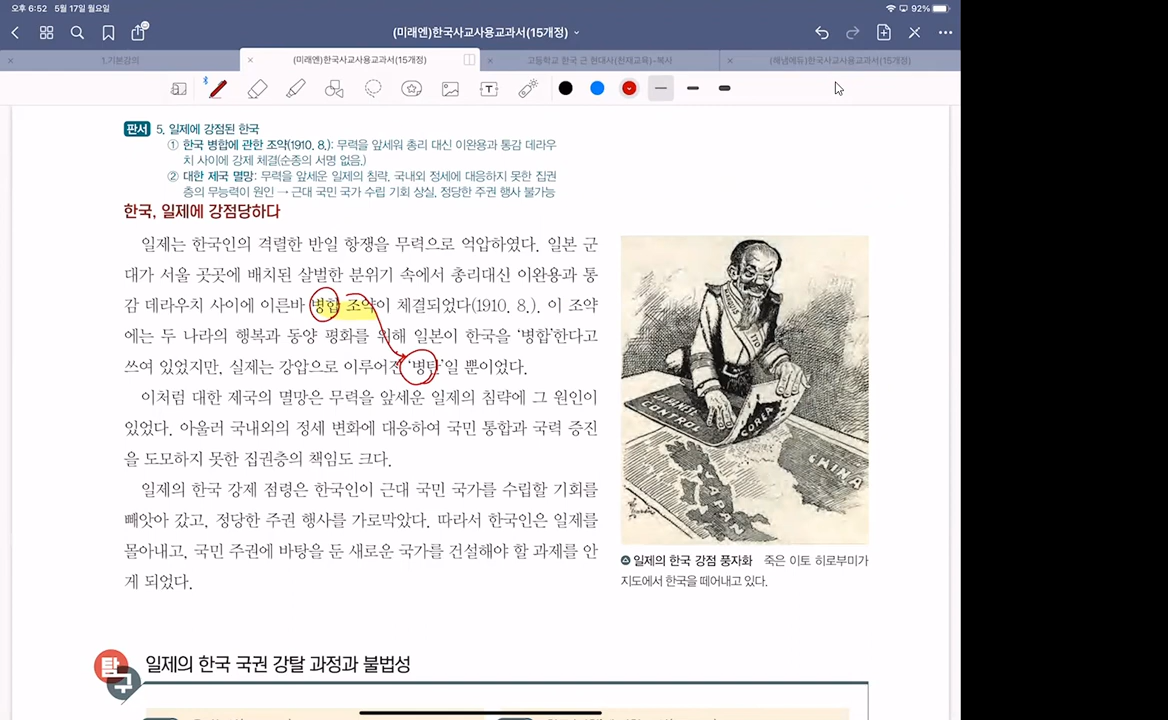 오후 6:52 5월 17일 월요일
92%
(미래엔)한국사교사용교과서(15개정)
1.기본강의
(미래엔)한국사교사용교과서(15개정)
고등학교 한국 근 현대사(천재교육)-복사
(해냄에듀)한국사교사용교과서(15개정)
판서 5. 일제에 강점된 한국
① 한국 병합에 관한 조약(1910. 8.): 무력을 앞세워 총리 대신 이완용과 통감 데라우
치 사이에 강제 체결(순종의 서명 없음.)
② 대한 제국 멸망: 무력을 앞세운 일제의 침략, 국내외 정세에 대응하지 못한 집권
층의 무능력이 원인 → 근대 국민 국가 수립 기회 상실, 정당한 주권 행사 불가능
한국, 일제에 강점당하다
일제는 한국인의 격렬한 반일 항쟁을 무력으로 억압하였다. 일본 군
대가 서울 곳곳에 배치된 살벌한 분위기 속에서 총리대신 이완용과 통
감 데라우치 사이에 이른바 병합 조약이 체결되었다(1910. 8.). 이 조약
에는 두 나라의 행복과 동양 평화를 위해 일본이 한국을 ‘병합’한다고
쓰여 있었지만, 실제는 강압으로 이루어진 ‘병탄’일 뿐이었다.
이처럼 대한 제국의 멸망은 무력을 앞세운 일제의 침략에 그 원인이
있었다. 아울러 국내외의 정세 변화에 대응하여 국민 통합과 국력 증진
을 도모하지 못한 집권층의 책임도 크다.
일제의 한국 강제 점령은 한국인이 근대 국민 국가를 수립할 기회를
빼앗아 갔고, 정당한 주권 행사를 가로막았다. 따라서 한국인은 일제를
몰아내고, 국민 주권에 바탕을 둔 새로운 국가를 건설해야 할 과제를 안
게 되었다.
ITO
CONTROL
COREA
CHINA
JAPAN
일제의 한국 강점 풍자화 죽은 이토 히로부미가
지도에서 한국을 떼어내고 있다.
탐구 일제의 한국 국권 강탈 과정과 불법성